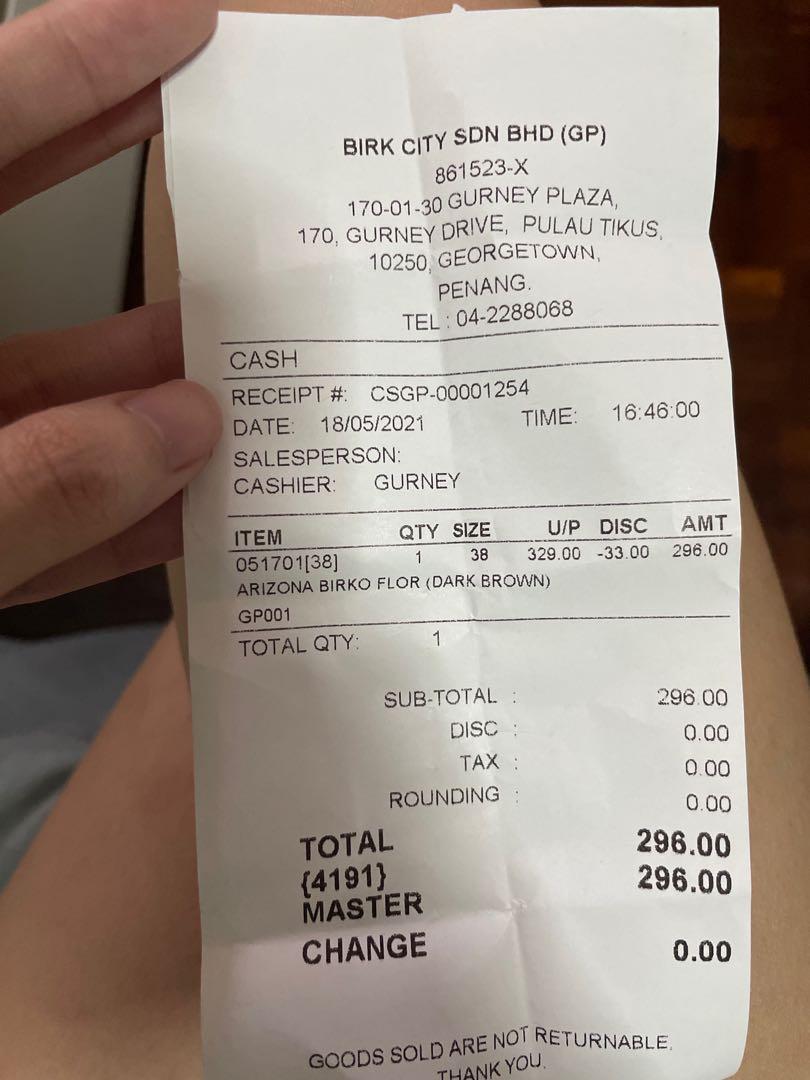 BIRK CITY SDN BHD (GP)
861523-X
170-01-30 GURNEY PLAZA,
170, GURNEY DRIVE, PULAU TIKUS,
10250, GEORGETOWN,
PENANG.
TEL : 04-2288068
CASH
RECEIPT #: CSGP-00001254
DATE: 18/05/2021 TIME: 16:46:00
SALESPERSON:
CASHIER: GURNEY
ITEM QTY SIZE U/P DISC AMT
051701[38] 1 38 329.00 -33.00 296.00
ARIZONA BIRKO FLOR (DARK BROWN)
GP001
TOTAL QTY: 1
SUB-TOTAL : 296.00
DISC : 0.00
TAX : 0.00
ROUNDING : 0.00
TOTAL 296.00
{4191} 296.00
MASTER
CHANGE 0.00
GOODS SOLD ARE NOT RETURNABLE.
THANK YOU.